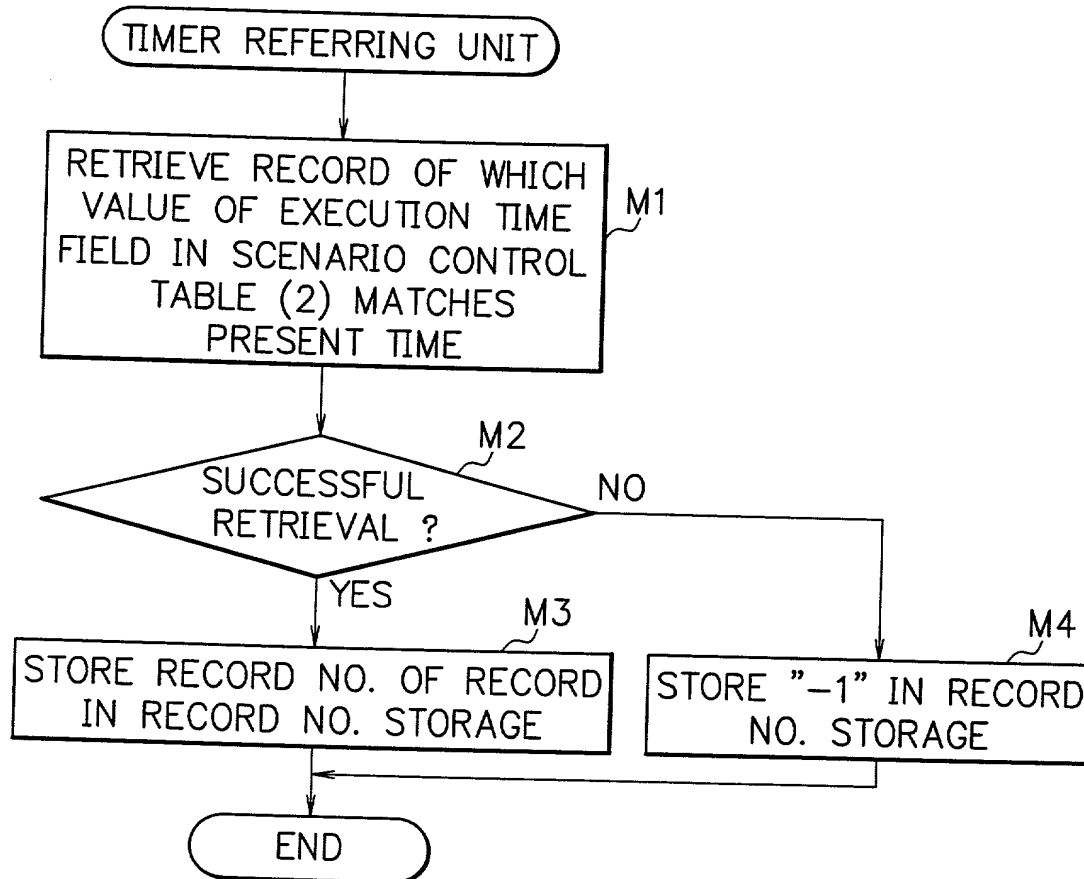 TIMER REFERRING UNIT
RETRIEVE RECORD OF WHICH
VALUE OF EXECUTION TIME
FIELD IN SCENARIO CONTROL
TABLE (2) MATCHES
PRESENT TIME
M1
M2
SUCCESSFUL
RETRIEVAL ?
NO
YES
M3
STORE RECORD NO. OF RECORD
IN RECORD NO. STORAGE
M4
STORE "-1" IN RECORD
NO. STORAGE
END